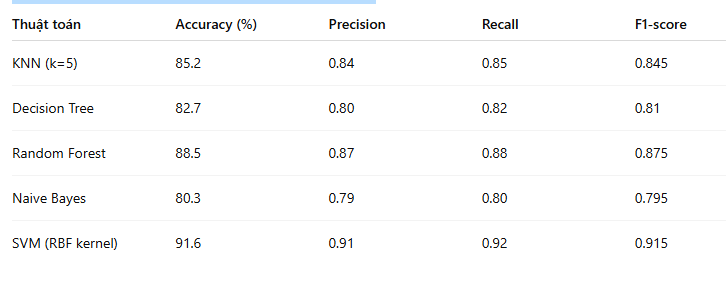 Thuật toán Accuracy (%) Precision Recall F1-score
KNN (k=5) 85.2 0.84 0.85 0.845
Decision Tree 82.7 0.80 0.82 0.81
Random Forest 88.5 0.87 0.88 0.875
Naive Bayes 80.3 0.79 0.80 0.795
SVM (RBF kernel) 91.6 0.91 0.92 0.915